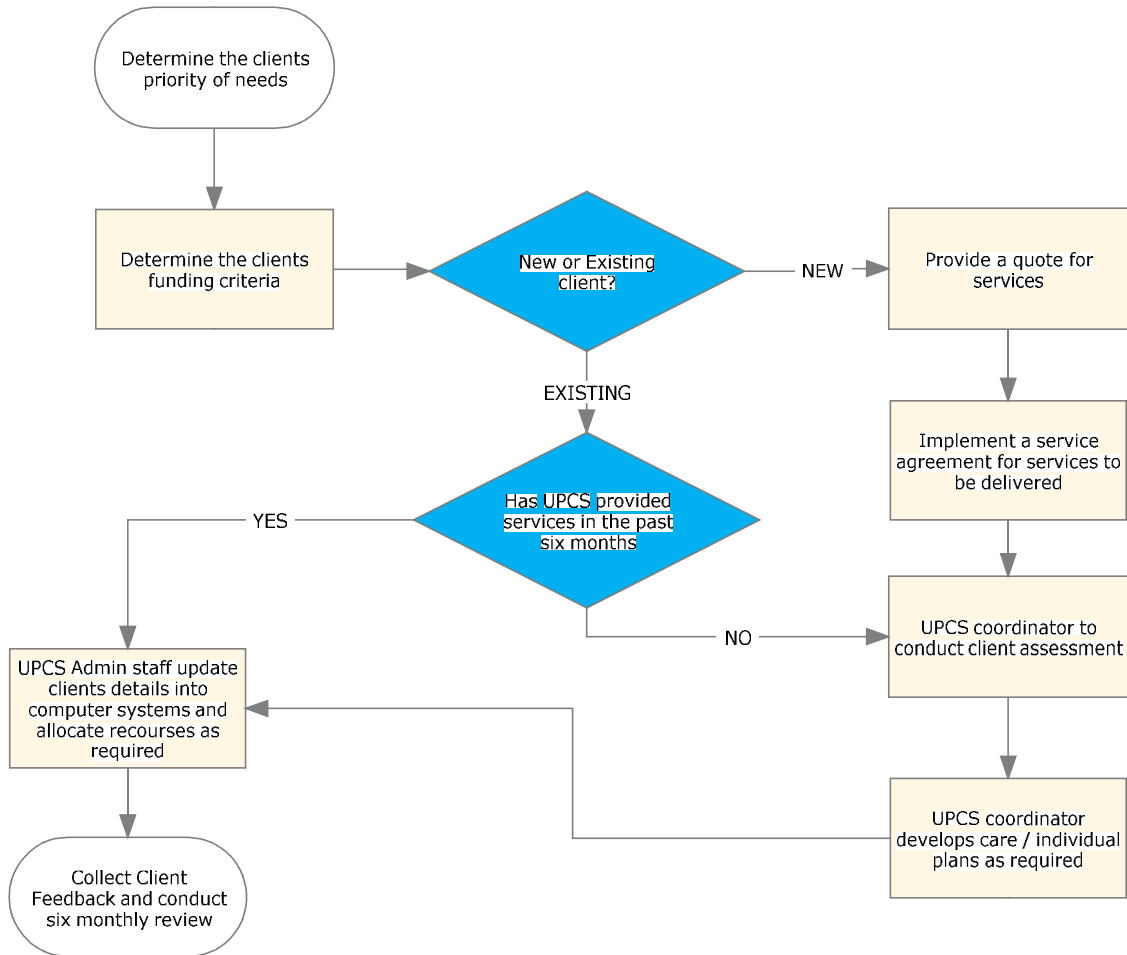 Determine the clients
priority of needs
Determine the clients
funding criteria
New or Existing
client?
NEW
Provide a quote for
services
EXISTING
Implement a service
agreement for services to
be delivered
Has UPCS provided
services in the past
six months
YES
NO
UPCS coordinator to
conduct client assessment
UPCS Admin staff update
clients details into
computer systems and
allocate recourses as
required
UPCS coordinator
develops care / individual
plans as required
Collect Client
Feedback and conduct
six monthly review